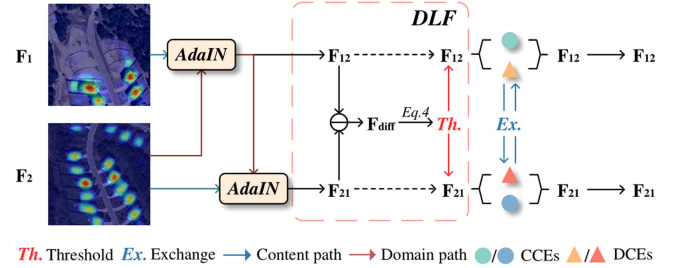 DLF
F1 AdaIN F12 F12 F12 F12
Fdiff Eq.4 Th. Ex.
F2 AdaIN F21 F21 F21 F21
Th. Threshold Ex. Exchange Content path Domain path / CCEs / DCEs